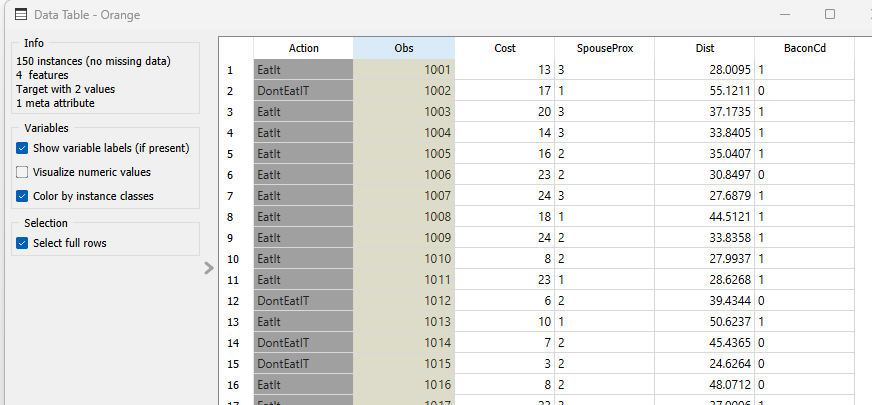 Data Table - Orange
Info
150 instances (no missing data)
4 features
Target with 2 values
1 meta attribute
Variables
Show variable labels (if present)
Visualize numeric values
Color by instance classes
Selection
Select full rows
Action Obs Cost SpouseProx Dist BaconCd
1 EatIt 1001 13 3 28.0095 1
2 DontEatIT 1002 17 1 55.1211 0
3 EatIt 1003 20 3 37.1735 1
4 EatIt 1004 14 3 33.8405 1
5 EatIt 1005 16 2 35.0407 1
6 EatIt 1006 23 2 30.8497 0
7 EatIt 1007 24 3 27.6879 1
8 EatIt 1008 18 1 44.5121 1
9 EatIt 1009 24 2 33.8358 1
10 EatIt 1010 8 2 27.9937 1
11 EatIt 1011 23 1 28.6268 1
12 DontEatIT 1012 6 2 39.4344 0
13 EatIt 1013 10 1 50.6237 1
14 DontEatIT 1014 7 2 45.4365 0
15 DontEatIT 1015 3 2 24.6264 0
16 EatIt 1016 8 2 48.0712 0